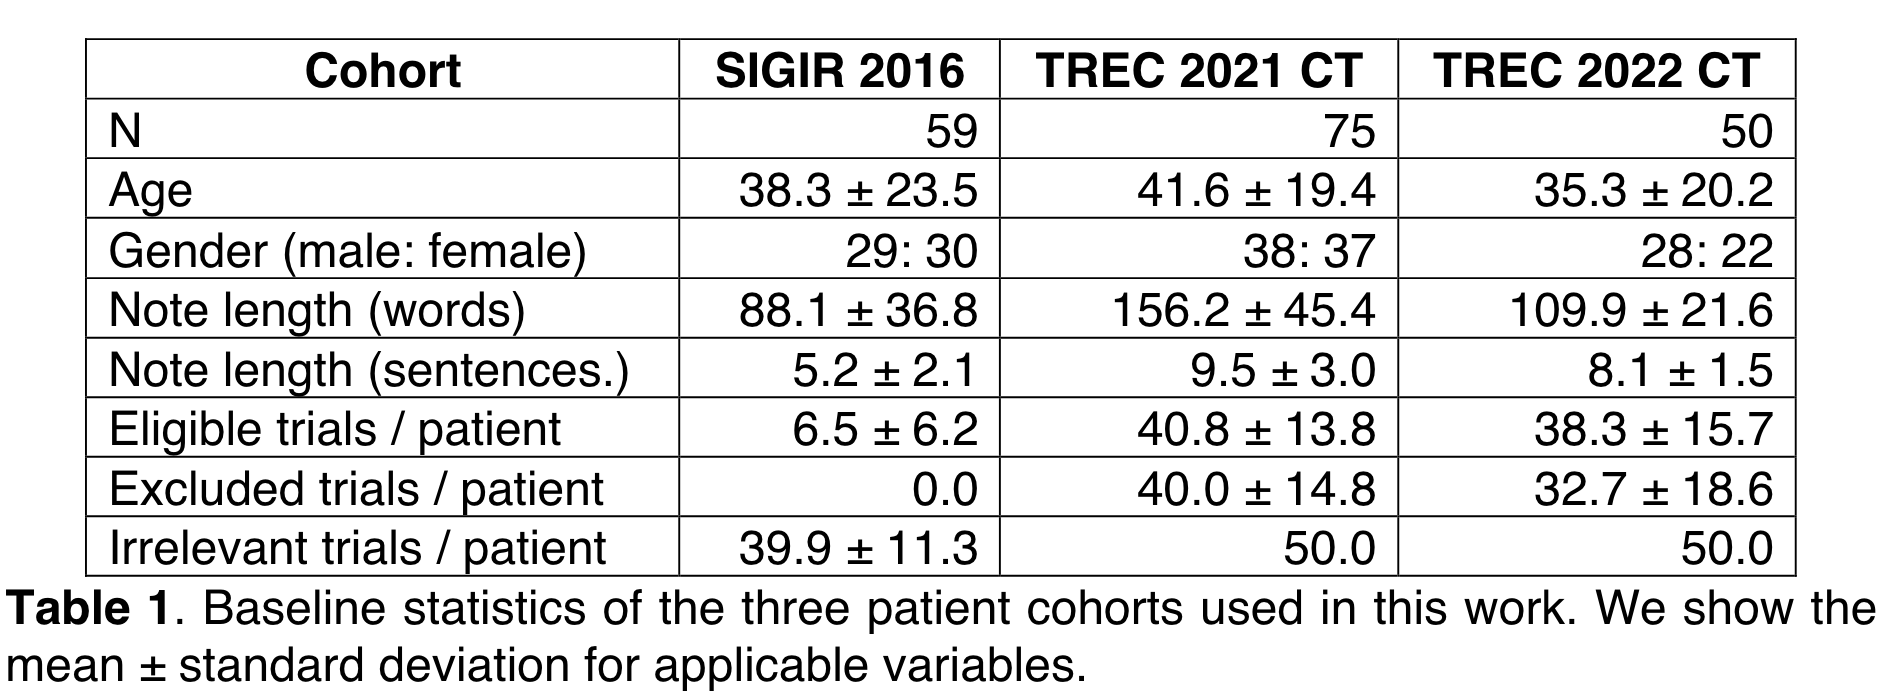 Cohort SIGIR 2016 TREC 2021 CT TREC 2022 CT
N 59 75 50
Age 38.3 ± 23.5 41.6 ± 19.4 35.3 ± 20.2
Gender (male: female) 29: 30 38: 37 28: 22
Note length (words) 88.1 ± 36.8 156.2 ± 45.4 109.9 ± 21.6
Note length (sentences.) 5.2 ± 2.1 9.5 ± 3.0 8.1 ± 1.5
Eligible trials / patient 6.5 ± 6.2 40.8 ± 13.8 38.3 ± 15.7
Excluded trials / patient 0.0 40.0 ± 14.8 32.7 ± 18.6
Irrelevant trials / patient 39.9 ± 11.3 50.0 50.0
Table 1. Baseline statistics of the three patient cohorts used in this work. We show the
mean ± standard deviation for applicable variables.